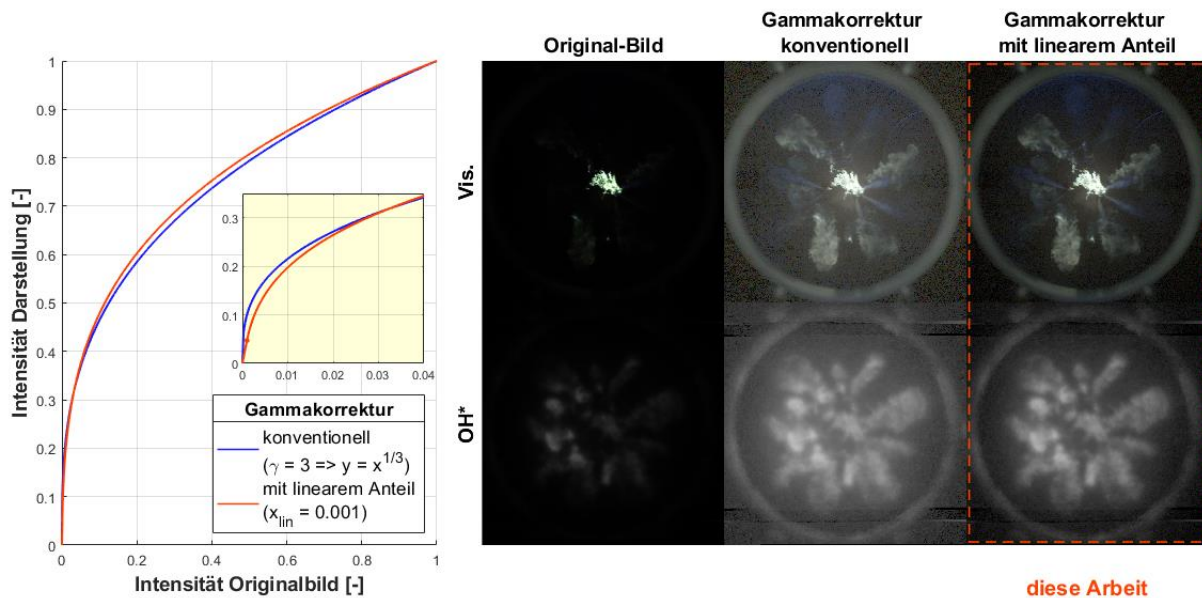 Intensität Darstellung [-]
1
0.9
0.8
0.7
0.6
0.5
0.4
0.3
0.2
0.1
0
0
0.2
0.4
0.6
0.8
1
Intensität Originalbild [-]
0.3
0.2
0.1
0
0
0.01
0.02
0.03
0.04
Gammakorrektur
konventionell
(γ = 3 => y = x^{1/3})
mit linearem Anteil
(x_{lin} = 0.001)
Original-Bild
Gammakorrektur
konventionell
Gammakorrektur
mit linearem Anteil
Vis.
OH*
diese Arbeit